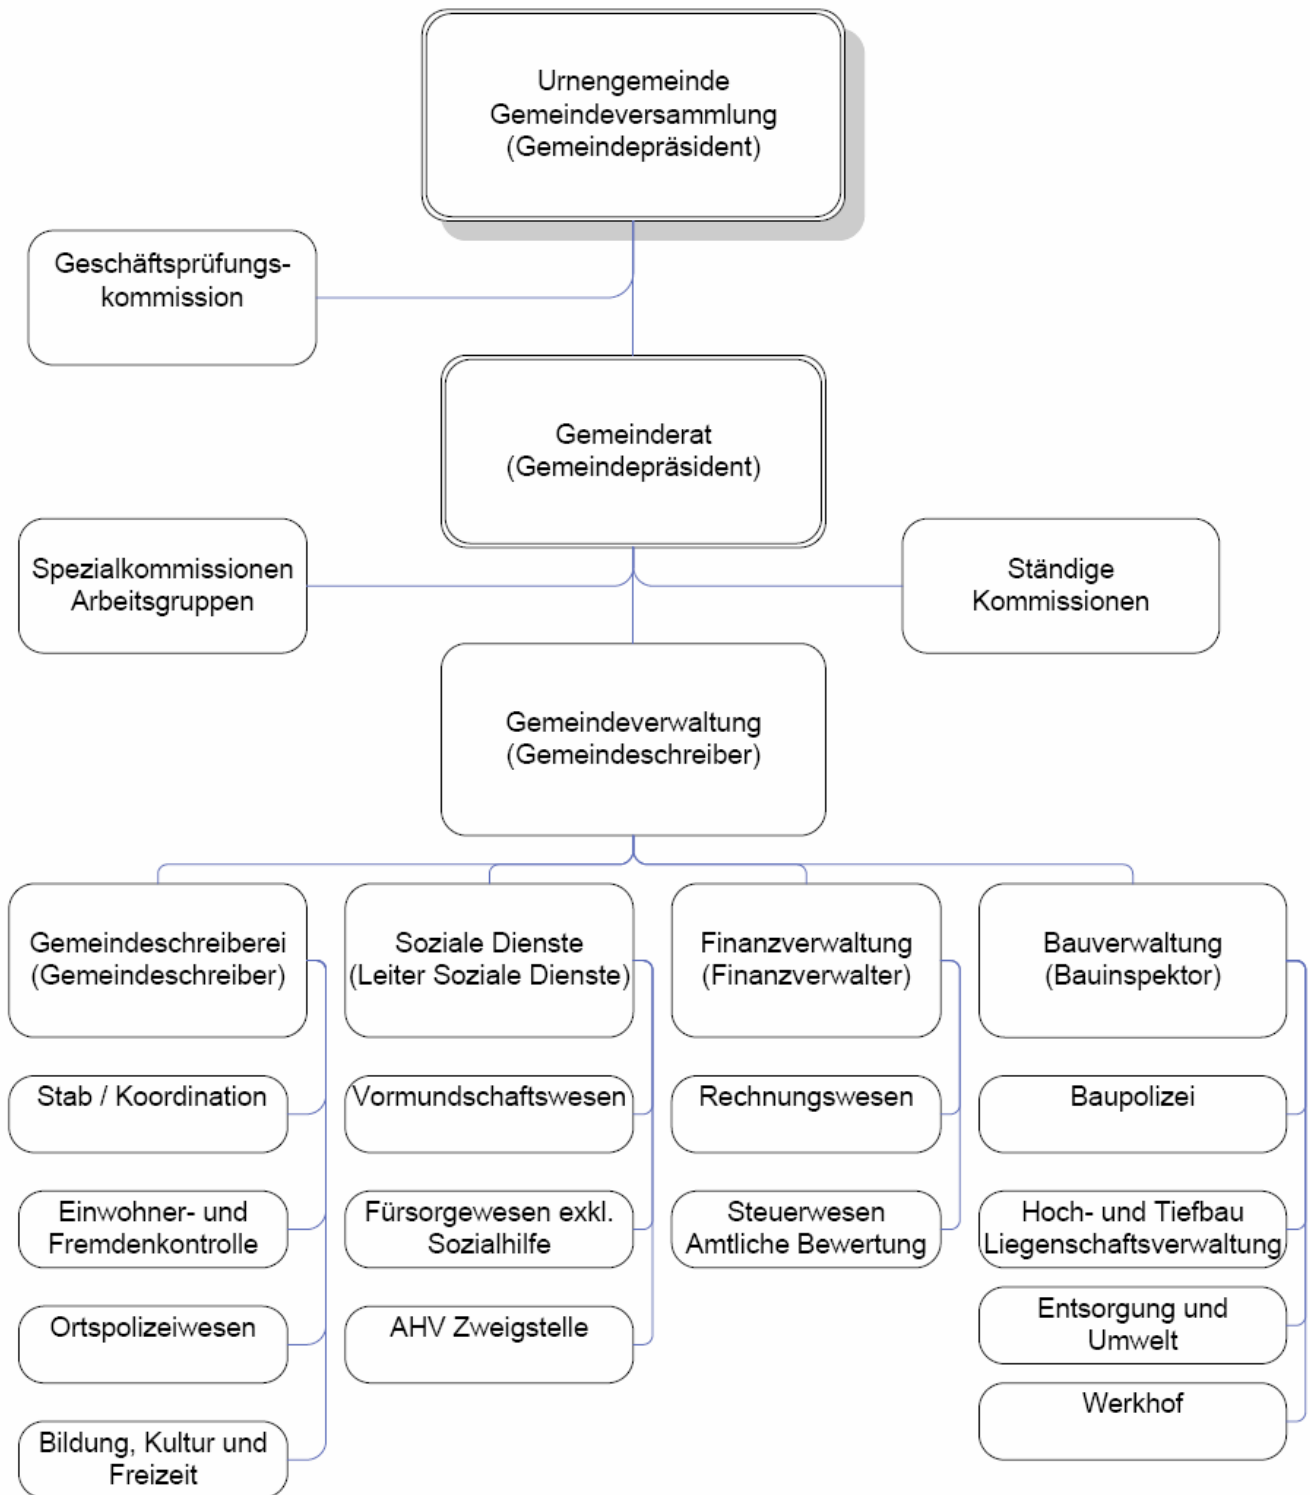 Urnengemeinde
Gemeindeversammlung
(Gemeindepräsident)
Geschäftsprüfungs-
kommission
Gemeinderat
(Gemeindepräsident)
Spezialkommissionen
Arbeitsgruppen
Ständige
Kommissionen
Gemeindeverwaltung
(Gemeindeschreiber)
Gemeindeschreiberei
(Gemeindeschreiber)
Stab / Koordination
Einwohner- und
Fremdenkontrolle
Ortspolizeiwesen
Bildung, Kultur und
Freizeit
Soziale Dienste
(Leiter Soziale Dienste)
Vormundschaftswesen
Fürsorgewesen exkl.
Sozialhilfe
AHV Zweigstelle
Finanzverwaltung
(Finanzverwalter)
Rechnungswesen
Steuerwesen
Amtliche Bewertung
Bauverwaltung
(Bauinspektor)
Baupolizei
Hoch- und Tiefbau
Liegenschaftsverwaltung
Entsorgung und
Umwelt
Werkhof